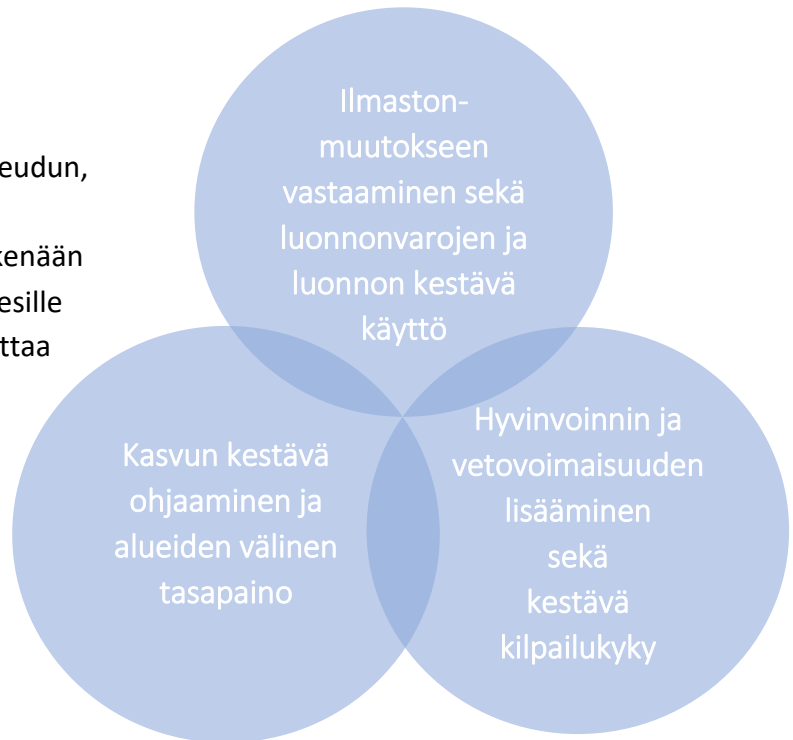 eudun,
kenään
esille
ttaa
Ilmaston-
muutokseen
vastaaminen sekä
luonnonvarojen ja
luonnon kestävä
käyttö
Kasvun kestävä
ohjaaminen ja
alueiden välinen
tasapaino
Hyvinvoinnin ja
vetovoimaisuuden
lisääminen
sekä
kestävä
kilpailukyky